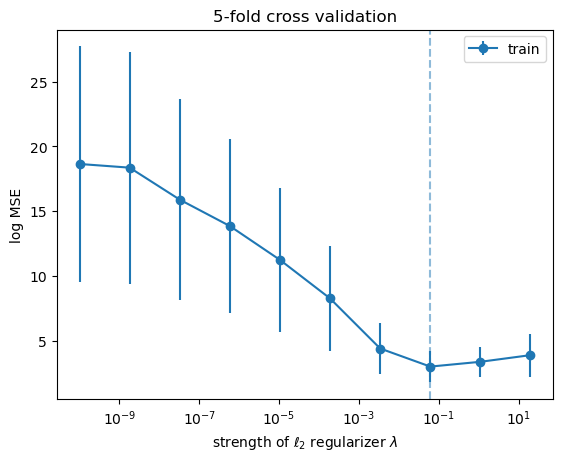 5-fold cross validation
train
log MSE
25
20
15
10
5
10⁻⁹ 10⁻⁷ 10⁻⁵ 10⁻³ 10⁻¹ 10¹
strength of ℓ₂ regularizer λ